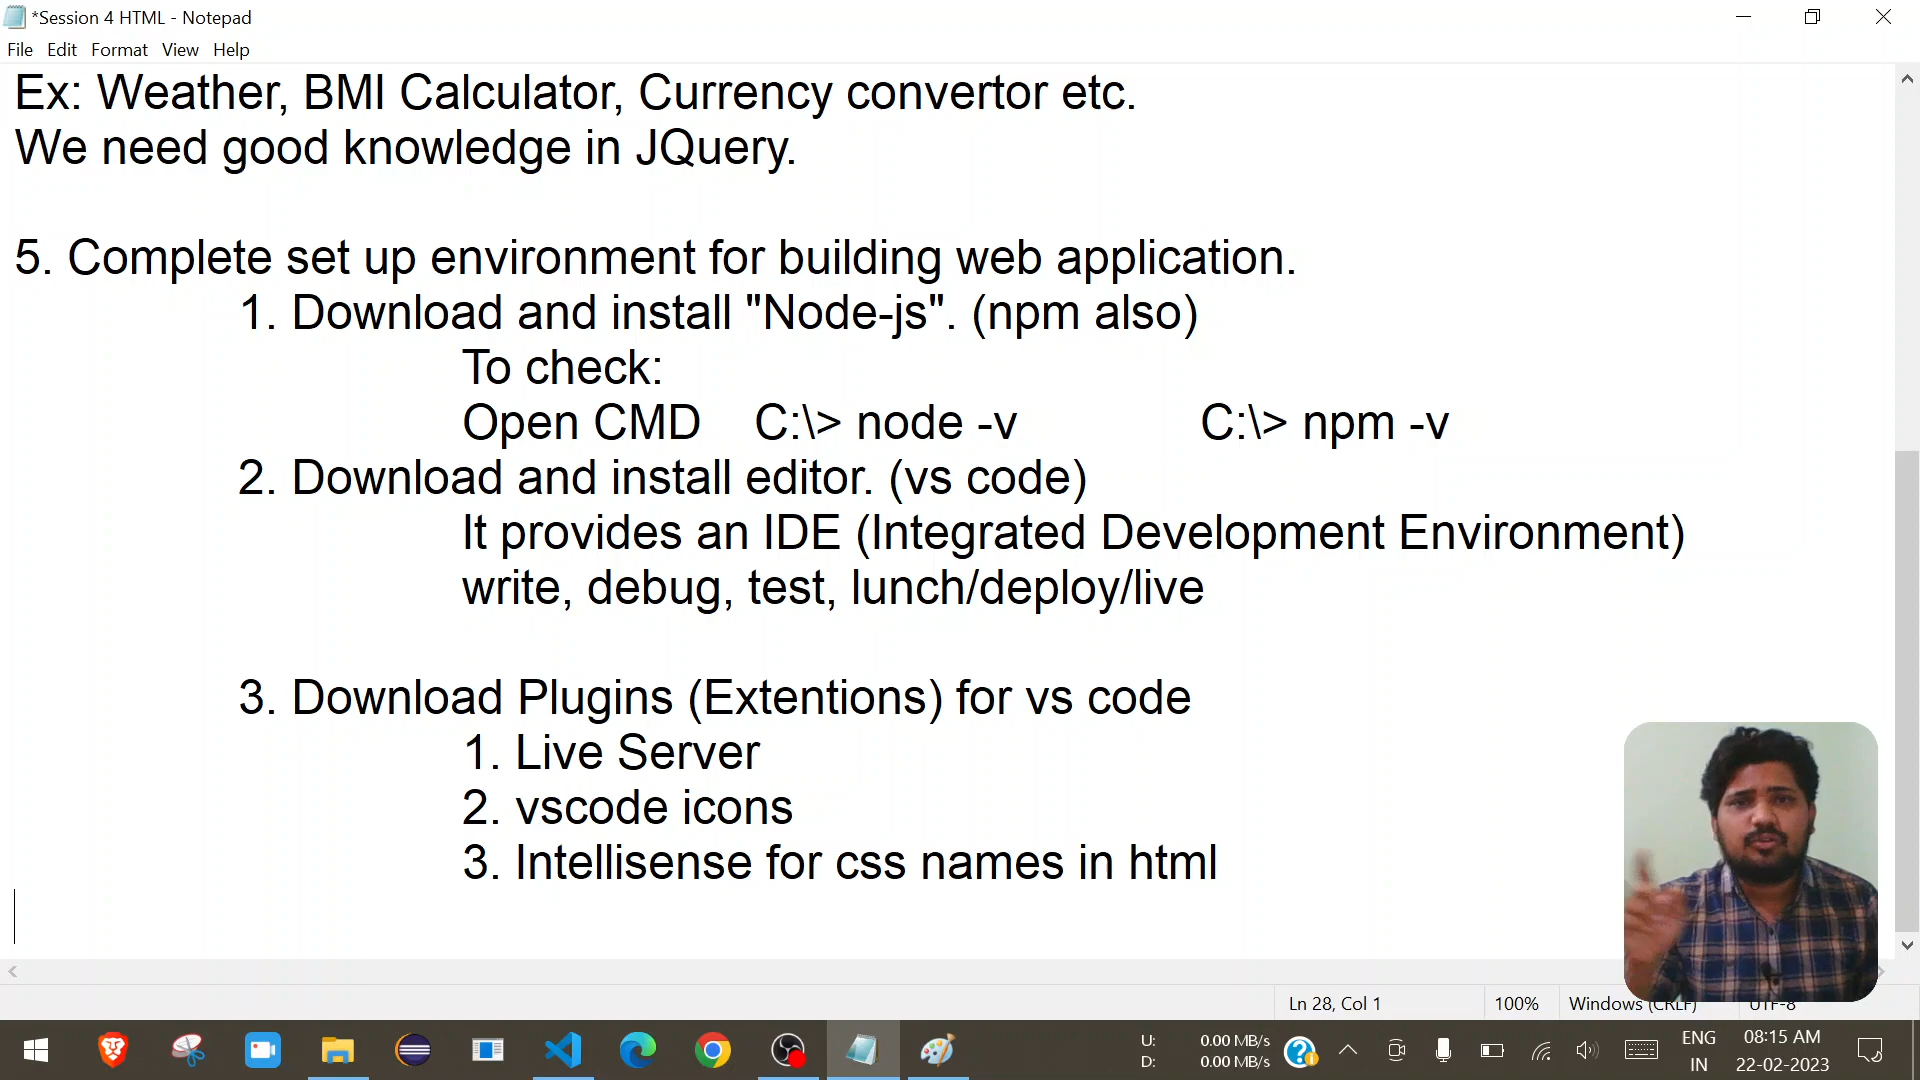 *Session 4 HTML - Notepad
File Edit Format View Help
Ex: Weather, BMI Calculator, Currency convertor etc.
We need good knowledge in JQuery.
5. Complete set up environment for building web application.
1. Download and install "Node-js". (npm also)
To check:
Open CMD C:\> node -v C:\> npm -v
2. Download and install editor. (vs code)
It provides an IDE (Integrated Development Environment)
write, debug, test, lunch/deploy/live
3. Download Plugins (Extentions) for vs code
1. Live Server
2. vscode icons
3. Intellisense for css names in html
Ln 28, Col 1 100% Windows (CRLF) UTF-8
U: 0.00 MB/s
D: 0.00 MB/s
ENG
IN
08:15 AM
22-02-2023